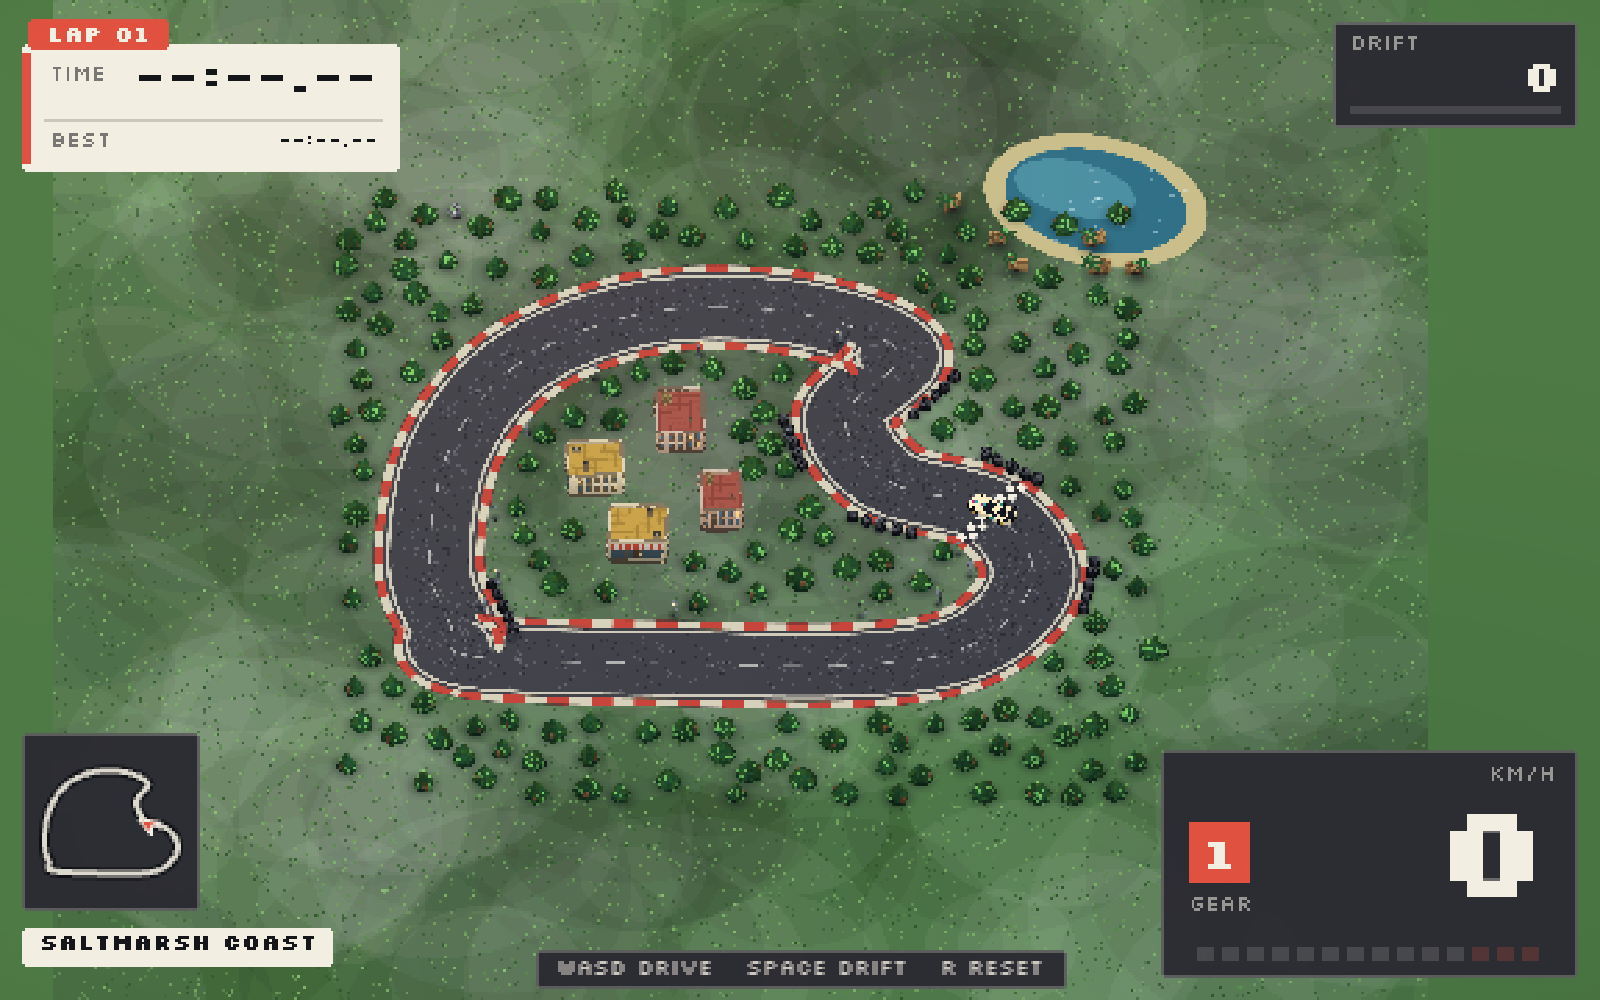 LAP 01
TIME --:--.--
BEST --:--.--
DRIFT
0
KM/H
1
0
GEAR
SALTMARSH COAST
WASD DRIVE SPACE DRIFT R RESET